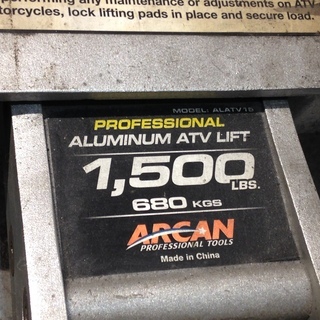 performing any maintenance or adjustments on ATV
torcycles, lock lifting pads in place and secure load.
MODEL: ALATV15
PROFESSIONAL
ALUMINUM ATV LIFT
1,500 LBS.
680 KGS
ARCAN
PROFESSIONAL TOOLS
Made in China